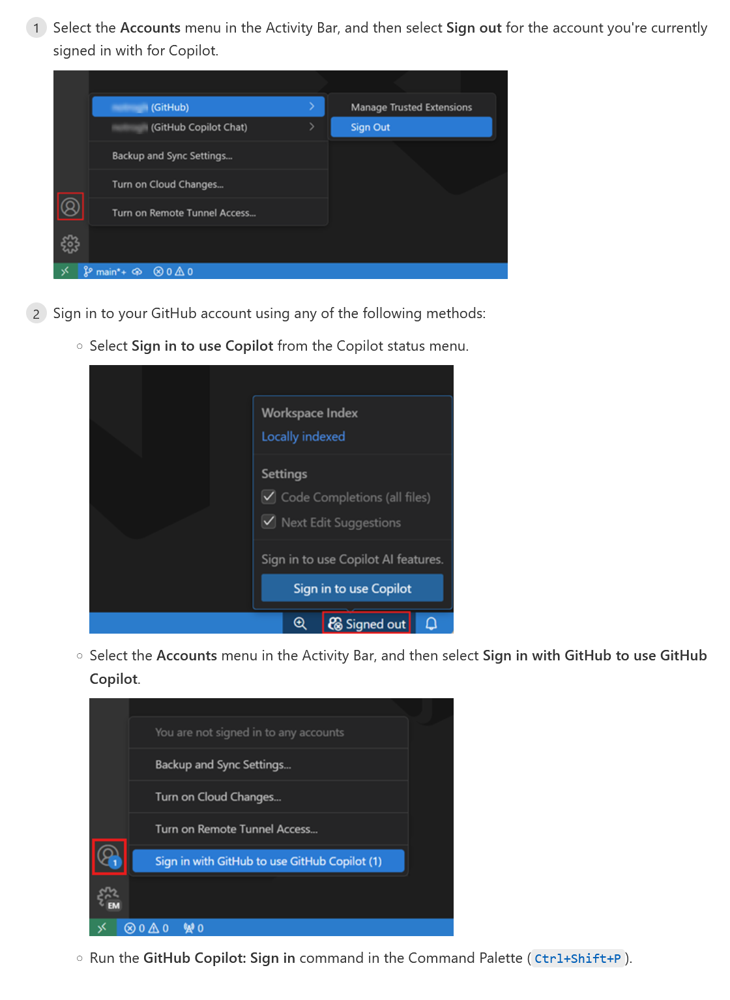 1 Select the Accounts menu in the Activity Bar, and then select Sign out for the account you're currently
signed in with for Copilot.
(GitHub)
Manage Trusted Extensions
(GitHub Copilot Chat)
Sign Out
Backup and Sync Settings...
Turn on Cloud Changes...
Turn on Remote Tunnel Access...
main*+ 0 0
2 Sign in to your GitHub account using any of the following methods:
Select Sign in to use Copilot from the Copilot status menu.
Workspace Index
Locally indexed
Settings
Code Completions (all files)
Next Edit Suggestions
Sign in to use Copilot AI features.
Sign in to use Copilot
Signed out
Select the Accounts menu in the Activity Bar, and then select Sign in with GitHub to use GitHub
Copilot.
You are not signed in to any accounts
Backup and Sync Settings...
Turn on Cloud Changes...
Turn on Remote Tunnel Access...
1
Sign in with GitHub to use GitHub Copilot (1)
EM
0 0 0
Run the GitHub Copilot: Sign in command in the Command Palette (Ctrl+Shift+P).